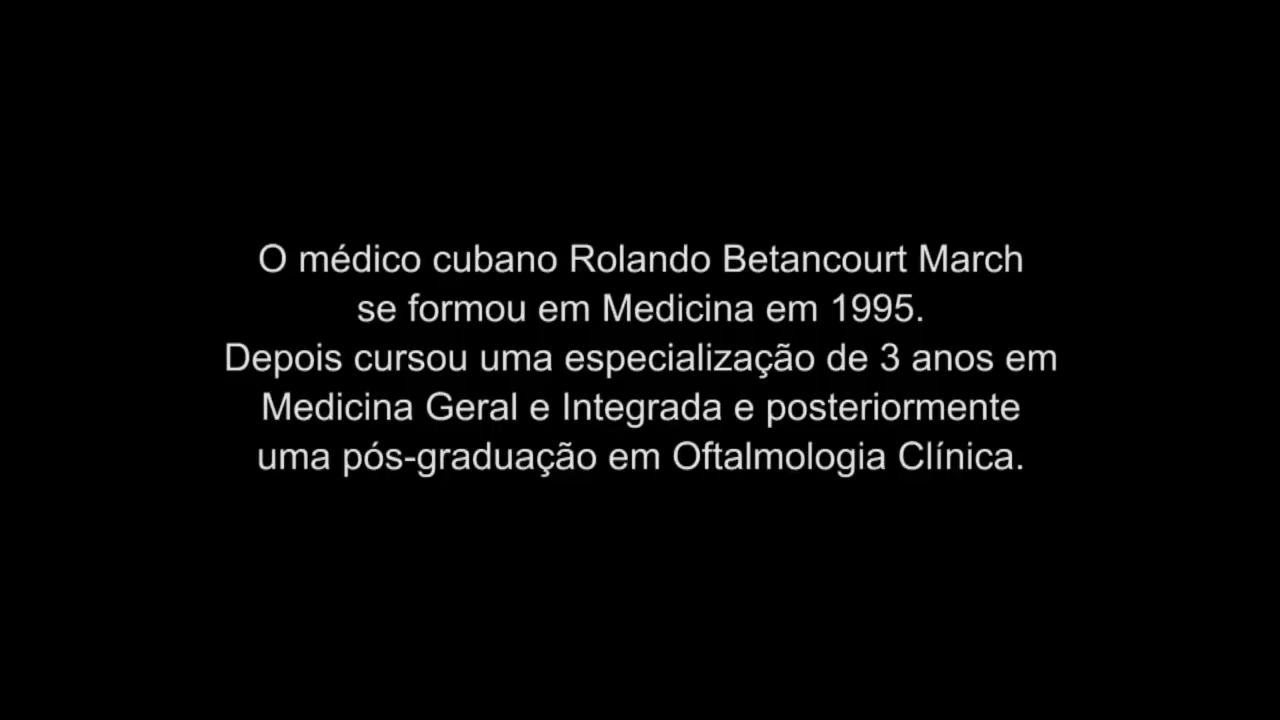 O médico cubano Rolando Betancourt March
se formou em Medicina em 1995.
Depois cursou uma especialização de 3 anos em
Medicina Geral e Integrada e posteriormente
uma pós-graduação em Oftalmologia Clínica.